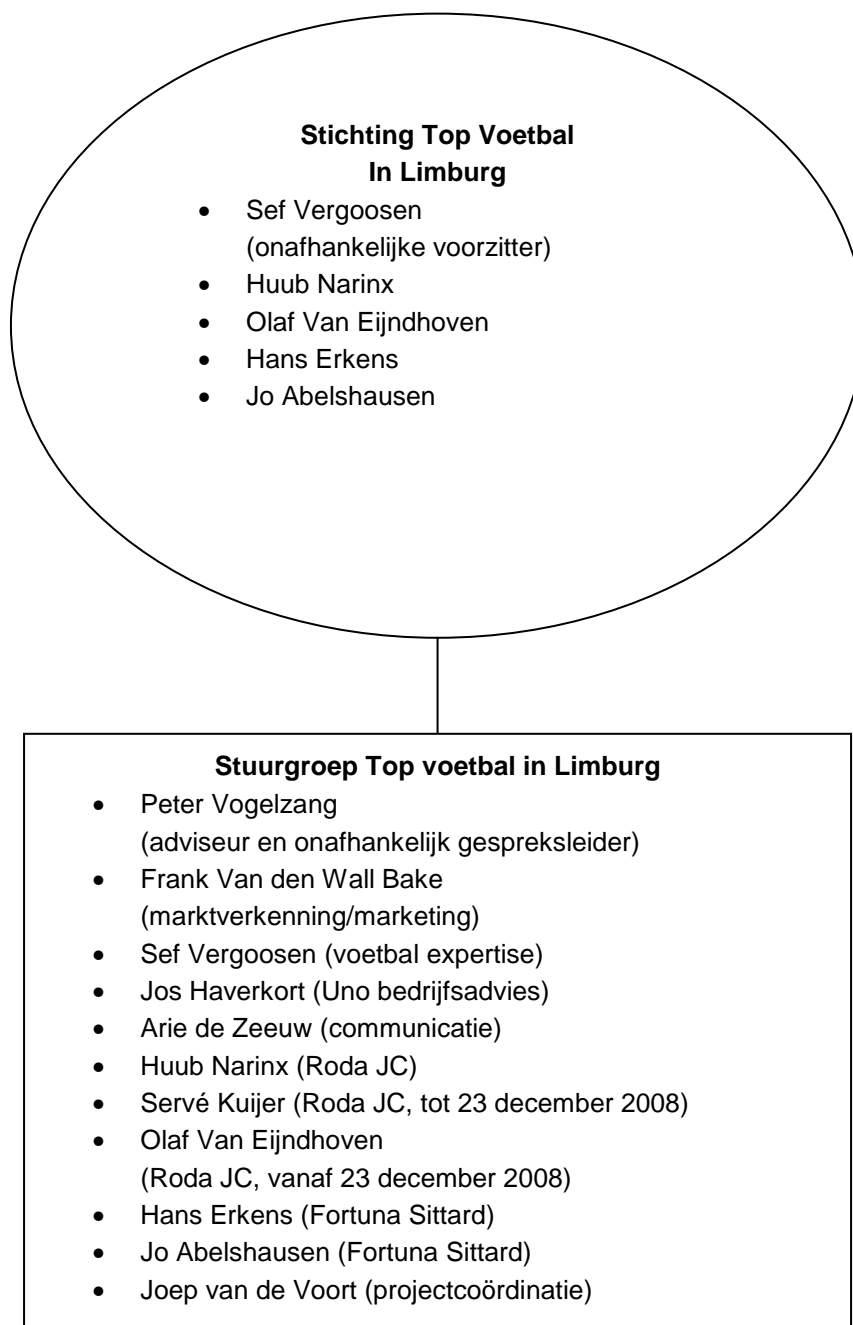 Stichting Top Voetbal
In Limburg
• Sef Vergoosen
(onafhankelijke voorzitter)
• Huub Narinx
• Olaf Van Eijndhoven
• Hans Erkens
• Jo Abelshausen
Stuurgroep Top voetbal in Limburg
• Peter Vogelzang
(adviseur en onafhankelijk gespreksleider)
• Frank Van den Wall Bake
(marktverkenning/marketing)
• Sef Vergoosen (voetbal expertise)
• Jos Haverkort (Uno bedrijfsadvies)
• Arie de Zeeuw (communicatie)
• Huub Narinx (Roda JC)
• Servé Kuijer (Roda JC, tot 23 december 2008)
• Olaf Van Eijndhoven
(Roda JC, vanaf 23 december 2008)
• Hans Erkens (Fortuna Sittard)
• Jo Abelshausen (Fortuna Sittard)
• Joep van de Voort (projectcoördinatie)